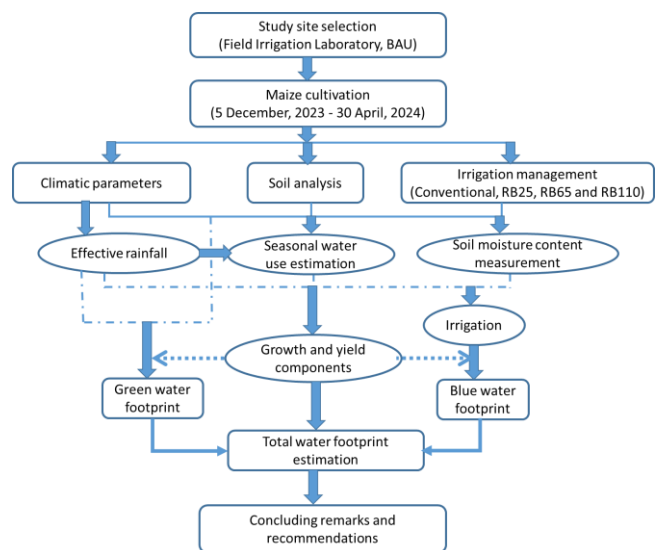 Study site selection
(Field Irrigation Laboratory, BAU)
Maize cultivation
(5 December, 2023 - 30 April, 2024)
Climatic parameters
Soil analysis
Irrigation management
(Conventional, RB25, RB65 and RB110)
Effective rainfall
Seasonal water
use estimation
Soil moisture content
measurement
Irrigation
Growth and yield
components
Green water
footprint
Blue water
footprint
Total water footprint
estimation
Concluding remarks and
recommendations